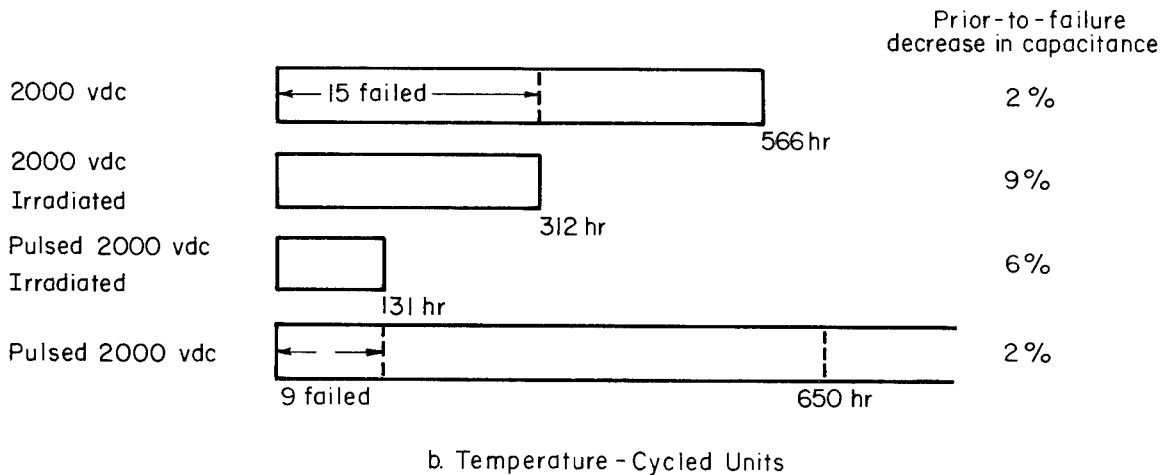 Prior-to-failure
decrease in capacitance
2000 vdc
15 failed
2%
566 hr
2000 vdc
Irradiated
9%
312 hr
Pulsed 2000 vdc
Irradiated
6%
131 hr
Pulsed 2000 vdc
2%
9 failed
650 hr
b. Temperature-Cycled Units